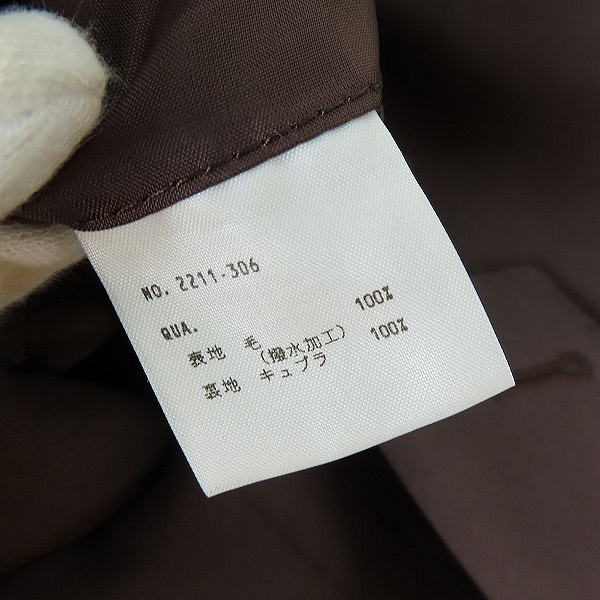 NO. 2211-306
QUA.
表地 毛 100%
(撥水加工)
裏地 キュプラ 100%